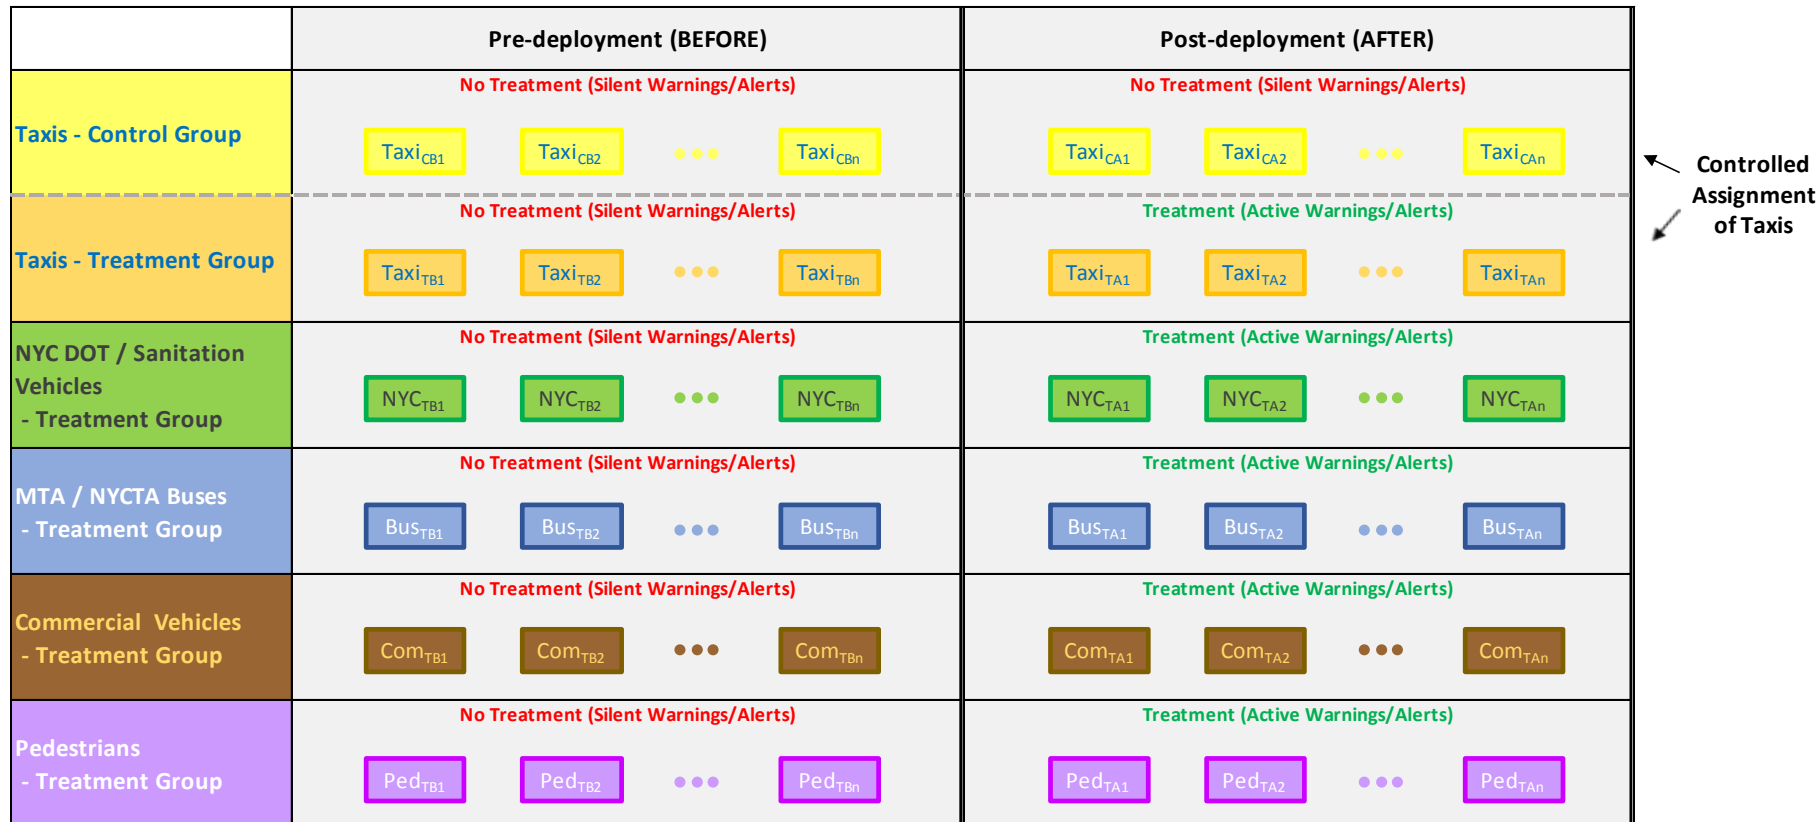 Pre-deployment (BEFORE)
Post-deployment (AFTER)
Taxis - Control Group
No Treatment (Silent Warnings/Alerts)
TaxiCB1 TaxiCB2 ••• TaxiCBn
No Treatment (Silent Warnings/Alerts)
TaxiCA1 TaxiCA2 ••• TaxiCAn
Controlled
Assignment
of Taxis
Taxis - Treatment Group
No Treatment (Silent Warnings/Alerts)
TaxiTB1 TaxiTB2 ••• TaxiTBn
Treatment (Active Warnings/Alerts)
TaxiTA1 TaxiTA2 ••• TaxiTAn
NYC DOT / Sanitation
Vehicles
- Treatment Group
No Treatment (Silent Warnings/Alerts)
NYCTB1 NYCTB2 ••• NYCTBn
Treatment (Active Warnings/Alerts)
NYCTA1 NYCTA2 ••• NYCTAn
MTA / NYCTA Buses
- Treatment Group
No Treatment (Silent Warnings/Alerts)
BusTB1 BusTB2 ••• BusTBn
Treatment (Active Warnings/Alerts)
BusTA1 BusTA2 ••• BusTAn
Commercial Vehicles
- Treatment Group
No Treatment (Silent Warnings/Alerts)
ComTB1 ComTB2 ••• ComTBn
Treatment (Active Warnings/Alerts)
ComTA1 ComTA2 ••• ComTAn
Pedestrians
- Treatment Group
No Treatment (Silent Warnings/Alerts)
PedTB1 PedTB2 ••• PedTBn
Treatment (Active Warnings/Alerts)
PedTA1 PedTA2 ••• PedTAn